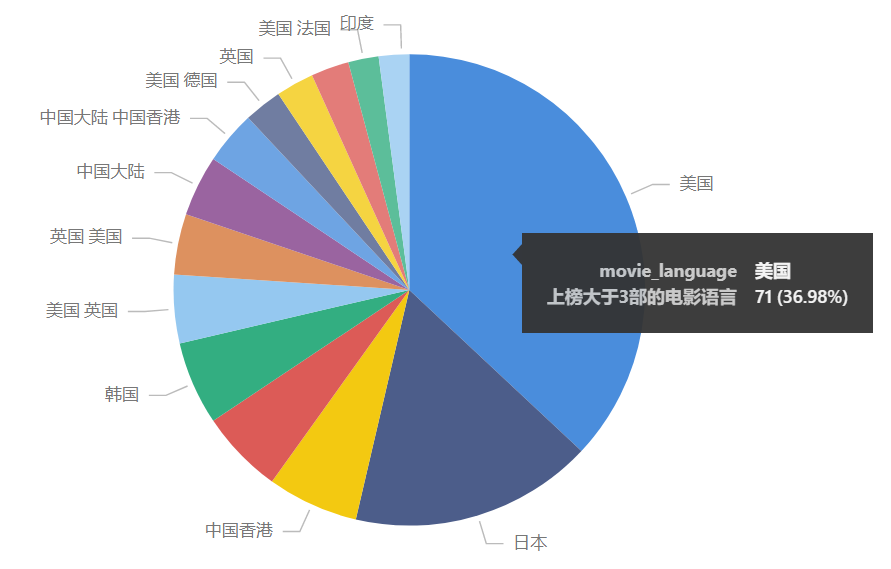 美国 法国
印度
英国
美国 德国
中国大陆 中国香港
中国大陆
美国
英国 美国
movie_language 美国
上榜大于3部的电影语言 71 (36.98%)
美国 英国
韩国
中国香港
日本